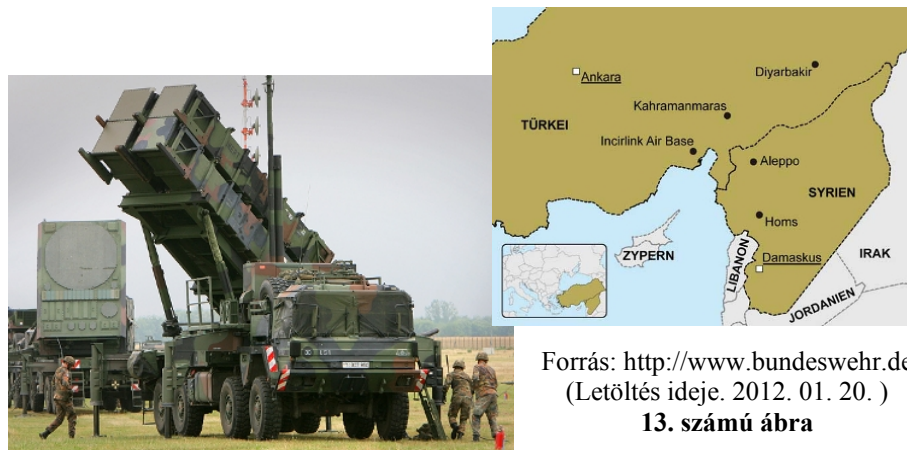 Ankara
Diyarbakir
Kahramanmaras
TÜRKEI
Incirlink Air Base
Aleppo
SYRIEN
Homs
ZYPERN
LIBANON
Damaskus
IRAK
JORDANIEN
Forrás: http://www.bundeswehr.de
(Letöltés ideje. 2012. 01. 20. )
13. számú ábra